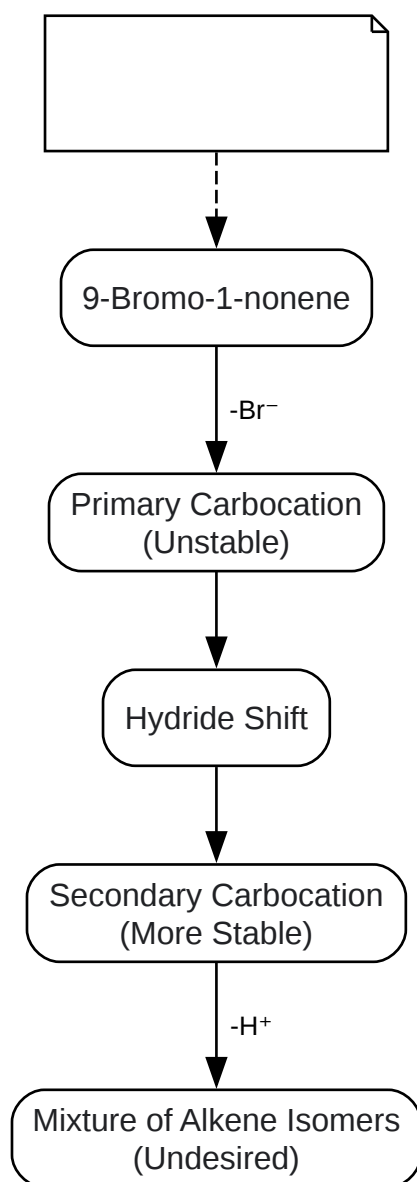 9-Bromo-1-nonene
-Br⁻
Primary Carbocation
(Unstable)
Hydride Shift
Secondary Carbocation
(More Stable)
-H⁺
Mixture of Alkene Isomers
(Undesired)